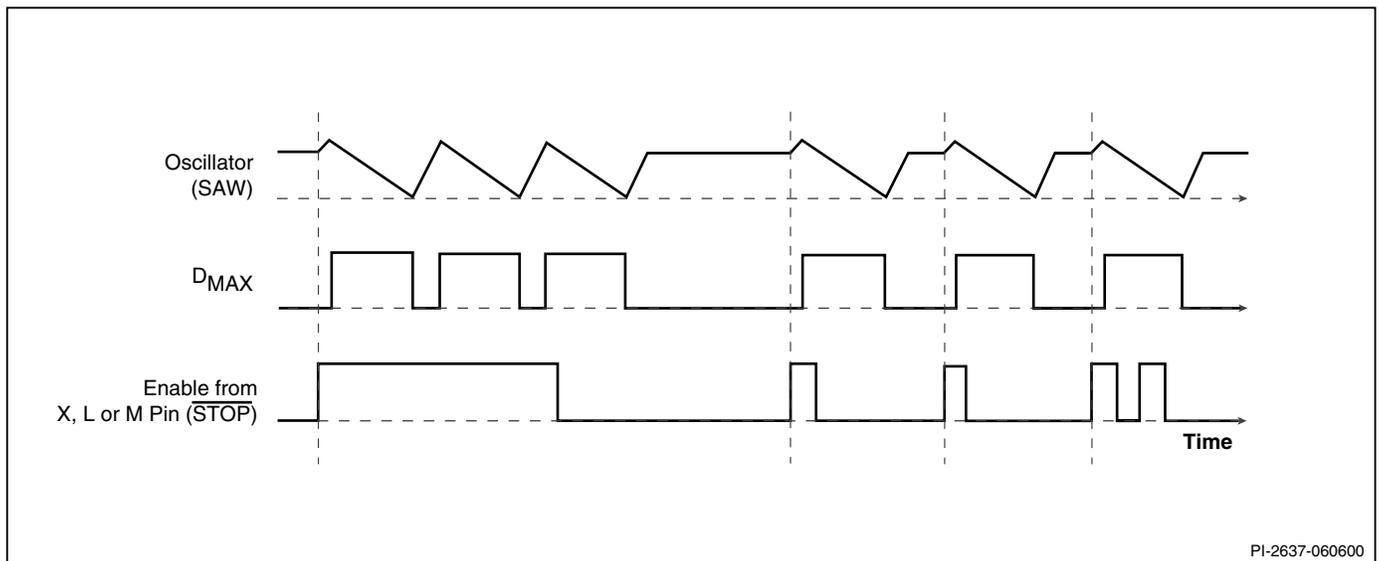 Oscillator
(SAW)
DMAX
Enable from
X, L or M Pin (STOP)
Time
PI-2637-060600